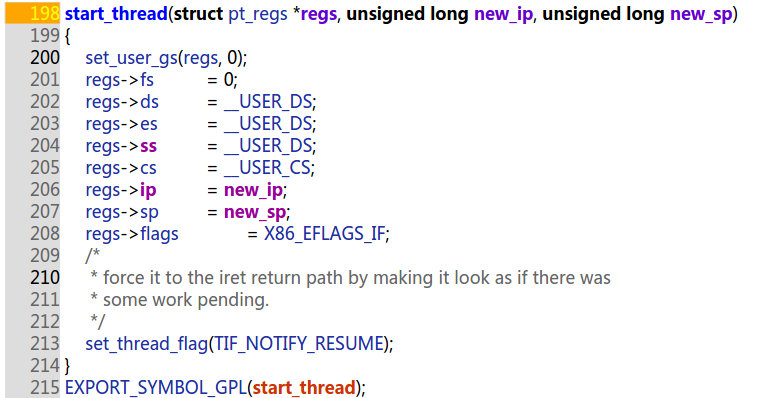 198 start_thread(struct pt_regs *regs, unsigned long new_ip, unsigned long new_sp)
199 {
200 set_user_gs(regs, 0);
201 regs->fs = 0;
202 regs->ds = __USER_DS;
203 regs->es = __USER_DS;
204 regs->ss = __USER_DS;
205 regs->cs = __USER_CS;
206 regs->ip = new_ip;
207 regs->sp = new_sp;
208 regs->flags = X86_EFLAGS_IF;
209 /*
210 * force it to the iret return path by making it look as if there was
211 * some work pending.
212 */
213 set_thread_flag(TIF_NOTIFY_RESUME);
214 }
215 EXPORT_SYMBOL_GPL(start_thread);